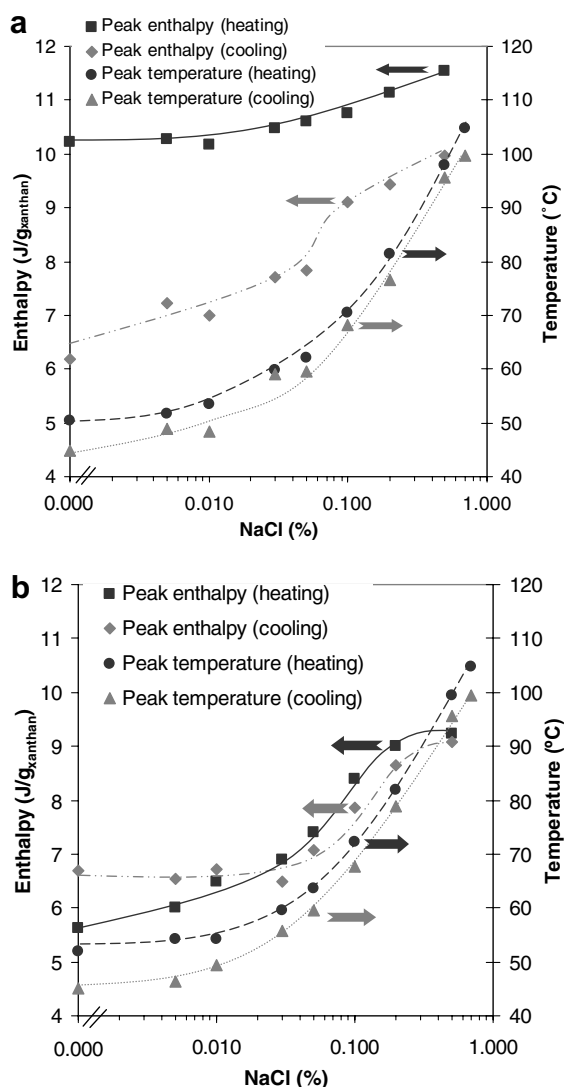 a
Peak enthalpy (heating)
Peak enthalpy (cooling)
Peak temperature (heating)
Peak temperature (cooling)
12
11
10
9
8
7
6
5
4
Enthalpy (J/gxanthan)
120
110
100
90
80
70
60
50
40
Temperature (˚C)
0.000
0.010
0.100
1.000
NaCl (%)
b
Peak enthalpy (heating)
Peak enthalpy (cooling)
Peak temperature (heating)
Peak temperature (cooling)
12
11
10
9
8
7
6
5
4
Enthalpy (J/gxanthan)
120
110
100
90
80
70
60
50
40
Temperature (ºC)
0.000
0.010
0.100
1.000
NaCl (%)